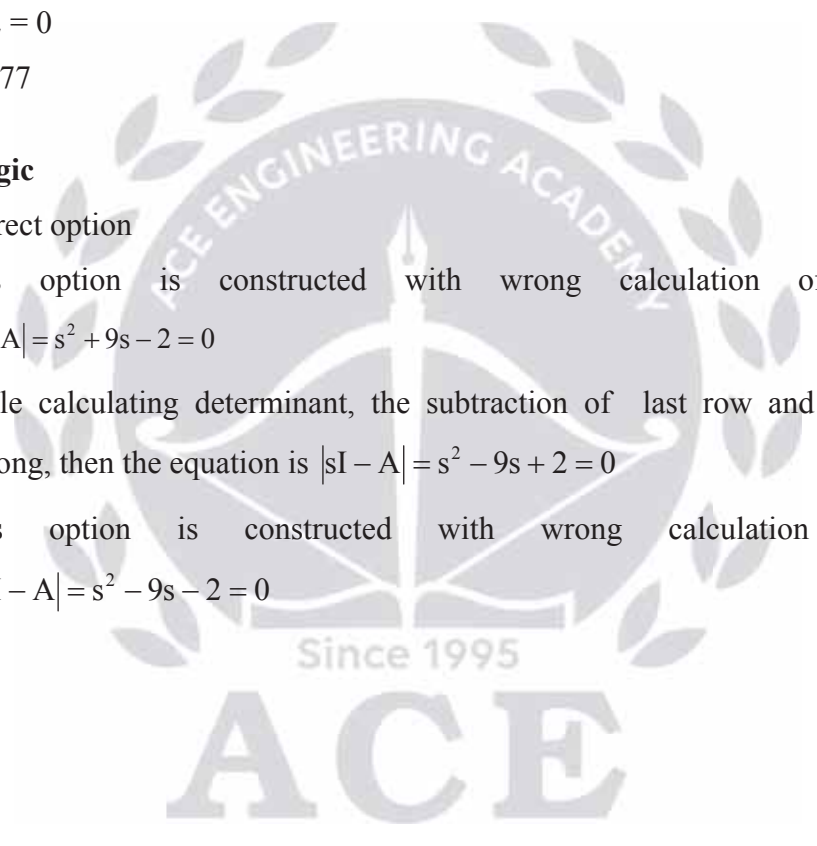 = 0
77
gic
rect option
option is constructed with wrong calculation of
A| = s² + 9s − 2 = 0
le calculating determinant, the subtraction of last row and
ong, then the equation is |sI − A| = s² − 9s + 2 = 0
s option is constructed with wrong calculation
− A| = s² − 9s − 2 = 0
ACE ENGINEERING ACADEMY
Since 1995
ACE